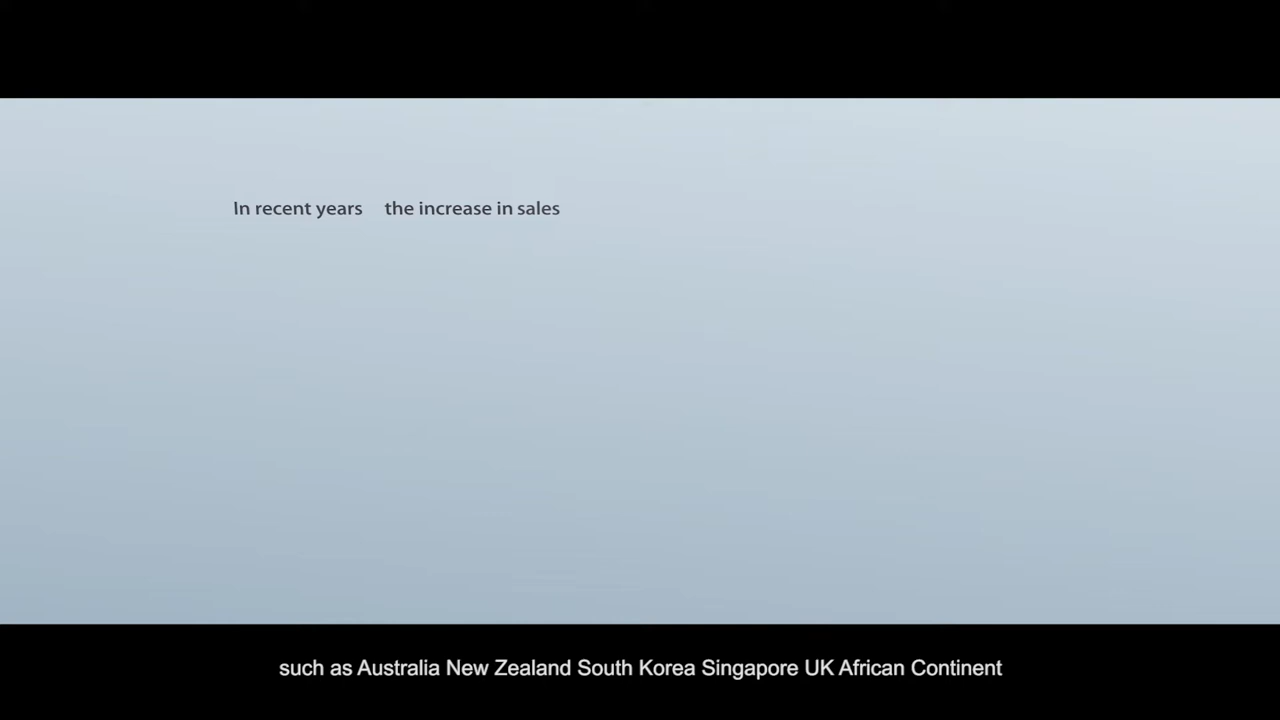 In recent years the increase in sales
such as Australia New Zealand South Korea Singapore UK African Continent